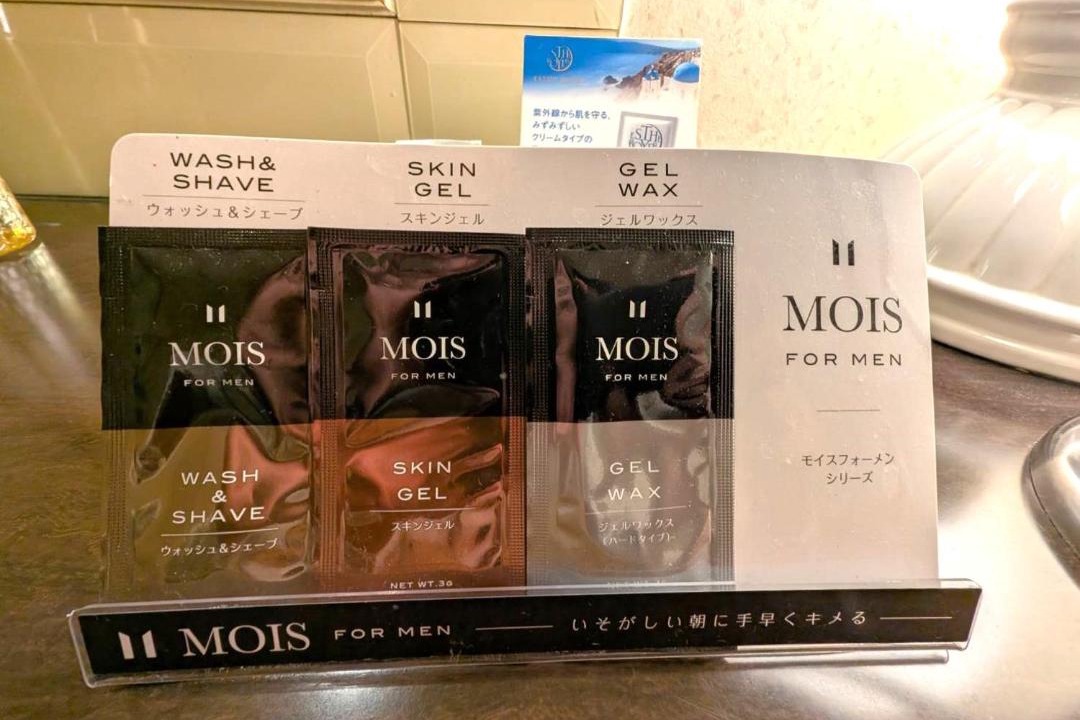 紫外線から肌を守る、
みずみずしい
クリームタイプの
WASH&
SHAVE
ウォッシュ&シェーブ
SKIN
GEL
スキンジェル
GEL
WAX
ジェルワックス
MOIS
FOR MEN
WASH
&
SHAVE
ウォッシュ&シェーブ
MOIS
FOR MEN
SKIN
GEL
スキンジェル
NET WT.3G
MOIS
FOR MEN
GEL
WAX
ジェルワックス
(ハードタイプ)
MOIS
FOR MEN
モイスフォーメン
シリーズ
MOIS FOR MEN いそがしい朝に手早くキメる